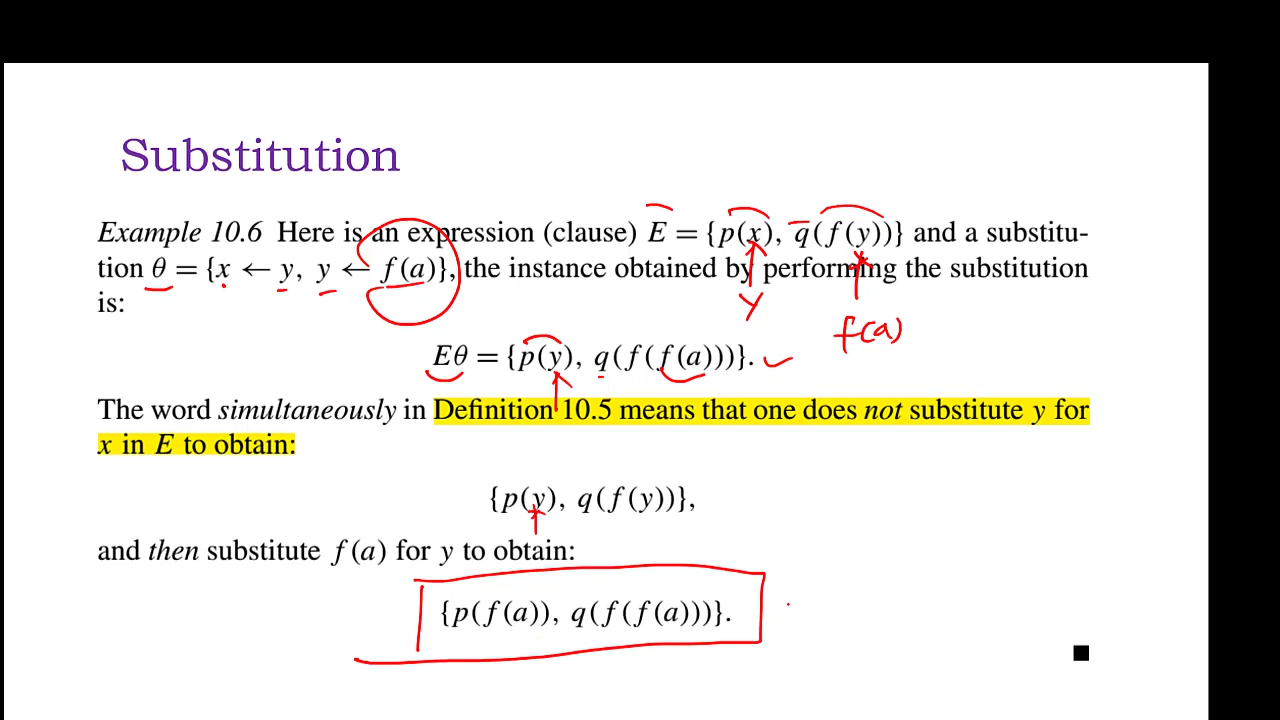 Substitution
Example 10.6 Here is an expression (clause) E = {p(x), q(f(y))} and a substitu-
tion θ = {x ← y, y ← f(a)}, the instance obtained by performing the substitution
y
is:
f(a)
Eθ = {p(y), q(f(f(a)))}.
The word simultaneously in Definition 10.5 means that one does not substitute y for
x in E to obtain:
{p(y), q(f(y))},
and then substitute f(a) for y to obtain:
{p(f(a)), q(f(f(a)))}.